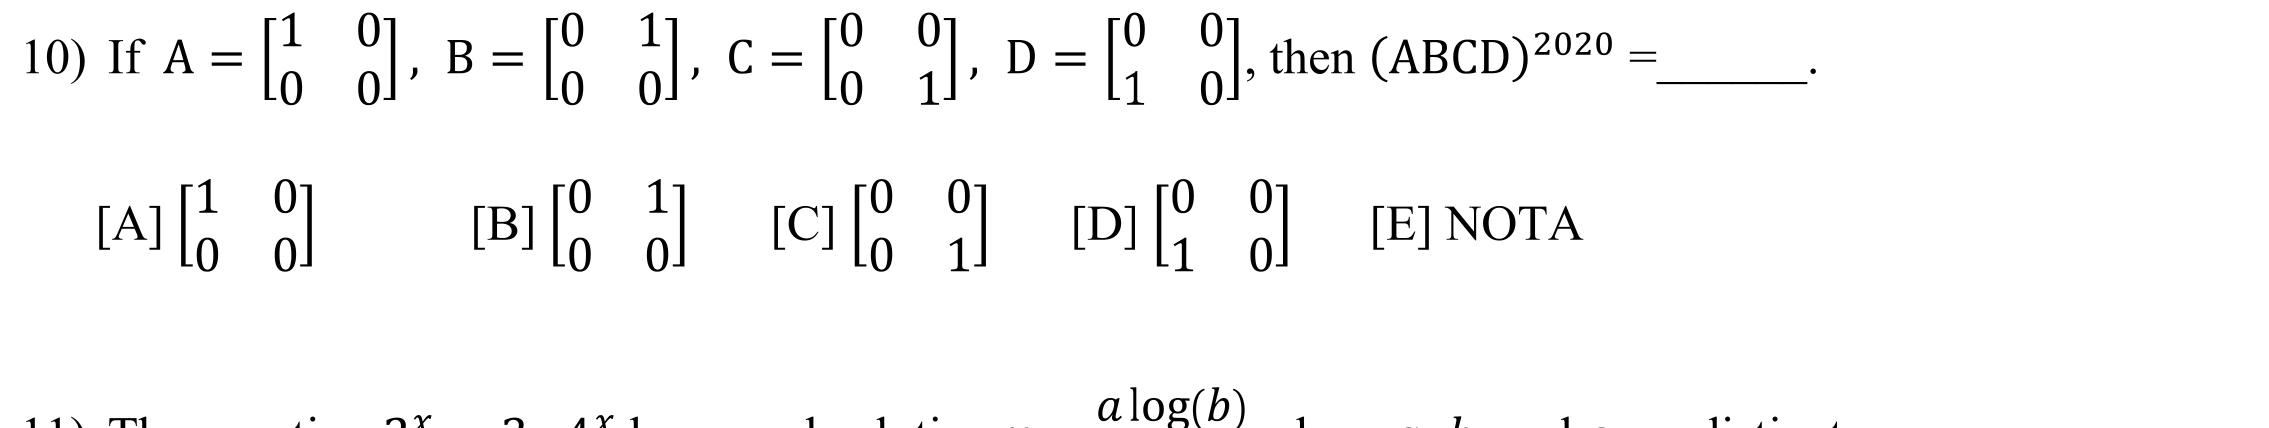 10) If A = [1 0
0 0], B = [0 1
0 0], C = [0 0
0 1], D = [0 0
1 0], then (ABCD)²⁰²⁰ =______.
[A] [1 0
0 0] [B] [0 1
0 0] [C] [0 0
0 1] [D] [0 0
1 0] [E] NOTA
a log(b)